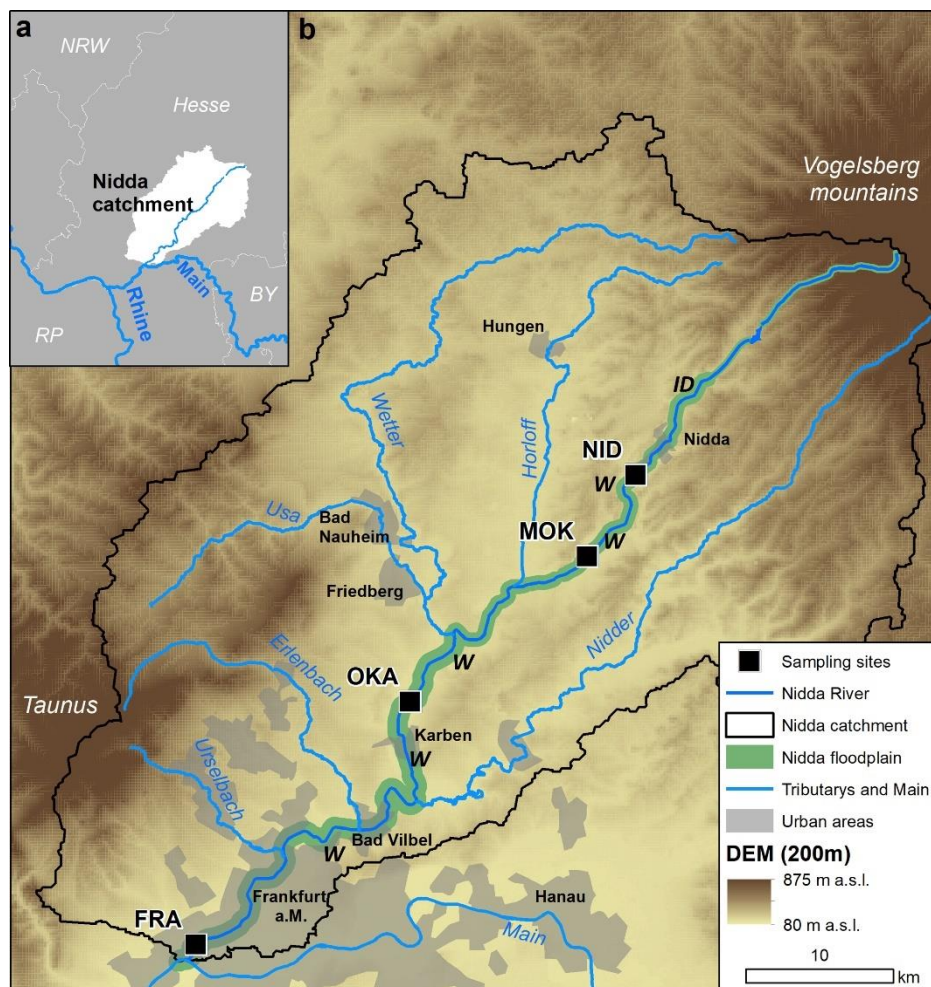 a
NRW
Hesse
Nidda
catchment
Main
Rhine
BY
RP
b
Vogelsberg
mountains
Hungen
ID
Wetter
Horloff
Nidda
NID
W
Usa
Bad
Nauheim
MOK
W
Friedberg
Erlenbach
W
Nidder
OKA
Taunus
Karben
W
Urselbach
Bad Vilbel
W
Frankfurt
a.M.
Hanau
FRA
Main
Sampling sites
Nidda River
Nidda catchment
Nidda floodplain
Tributarys and Main
Urban areas
DEM (200m)
875 m a.s.l.
80 m a.s.l.
10
km